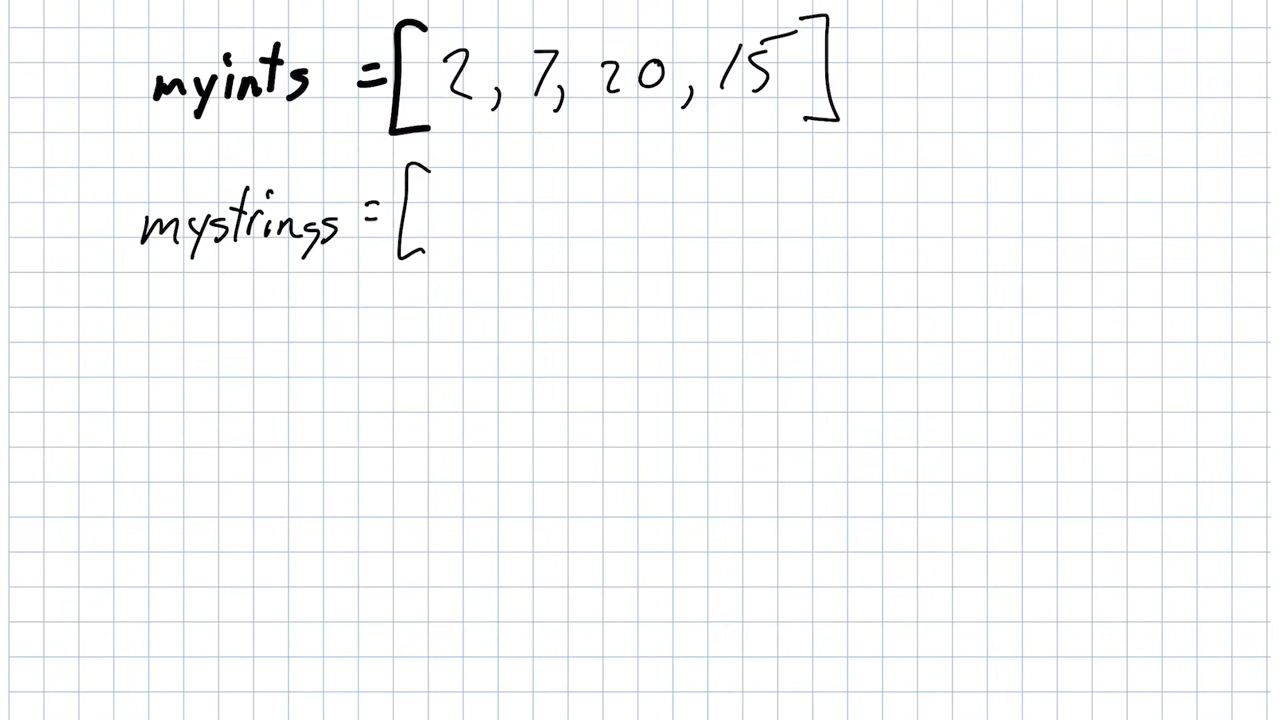 myints = [ 2, 7, 20, 15 ]
mystrings = [